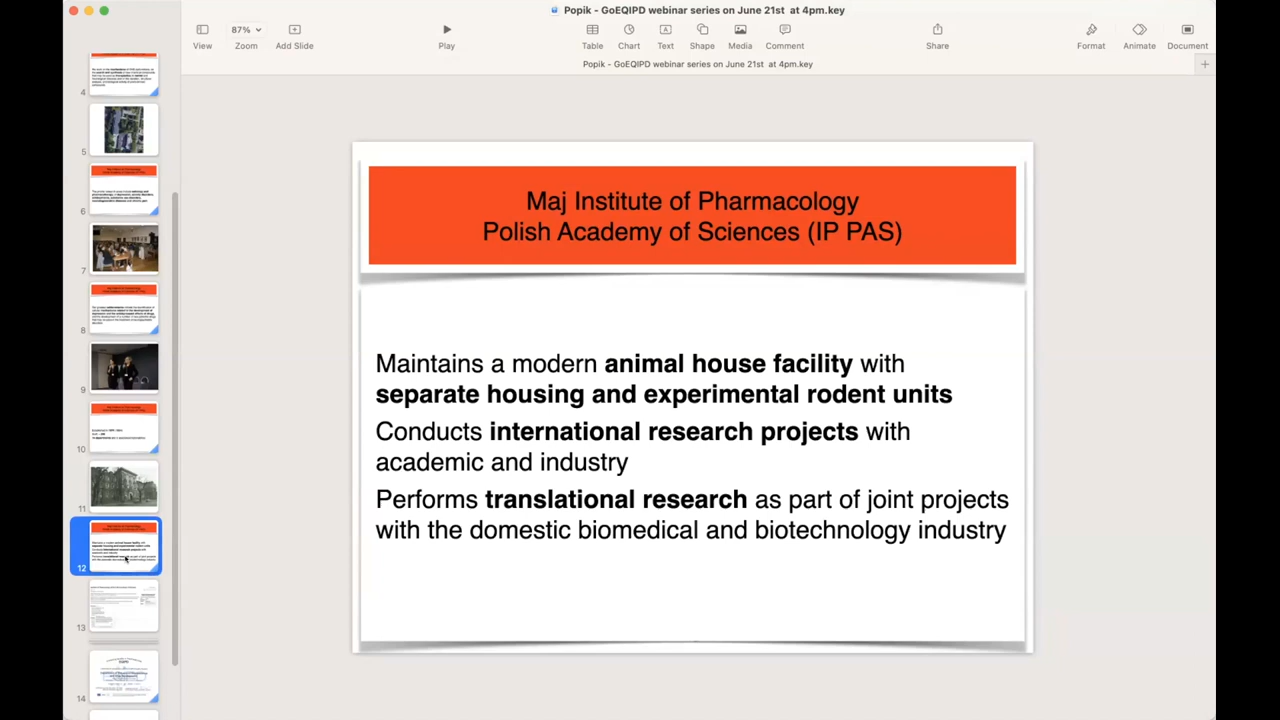 Popik - GoEQIPD webinar series on June 21st at 4pm.key
87%
View Zoom Add Slide Play Table Chart Text Shape Media Comment Share Format Animate Document
Popik - GoEQIPD webinar series on June 21st at 4pm.key
4
5
6
7
8
9
10
11
12
13
14
Maj Institute of Pharmacology
Polish Academy of Sciences (IP PAS)
Maintains a modern animal house facility with
separate housing and experimental rodent units
Conducts international research projects with
academic and industry
Performs translational research as part of joint projects
with the domestic biomedical and biotechnology industry